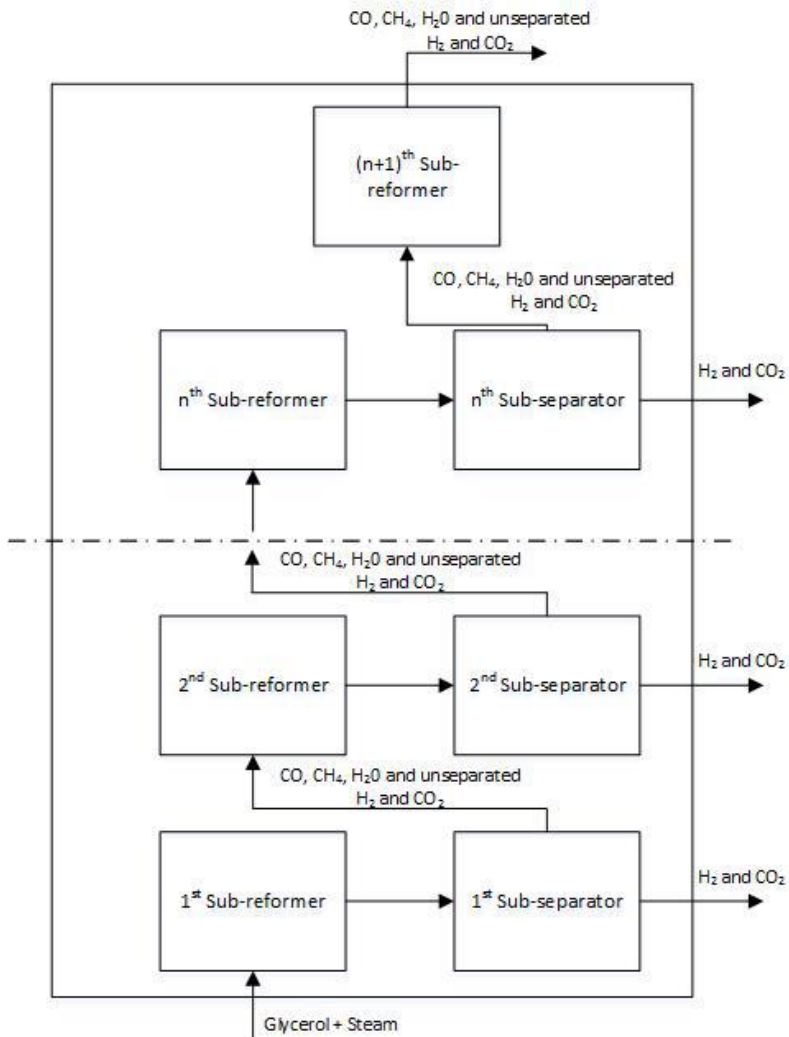 CO, CH₄, H₂0 and unseparated
H₂ and CO₂
(n+1)ᵗʰ Sub-
reformer
CO, CH₄, H₂0 and unseparated
H₂ and CO₂
H₂ and CO₂
nᵗʰ Sub-reformer
nᵗʰ Sub-separator
CO, CH₄, H₂0 and unseparated
H₂ and CO₂
H₂ and CO₂
2ⁿᵈ Sub-reformer
2ⁿᵈ Sub-separator
CO, CH₄, H₂0 and unseparated
H₂ and CO₂
H₂ and CO₂
1ˢᵗ Sub-reformer
1ˢᵗ Sub-separator
Glycerol + Steam